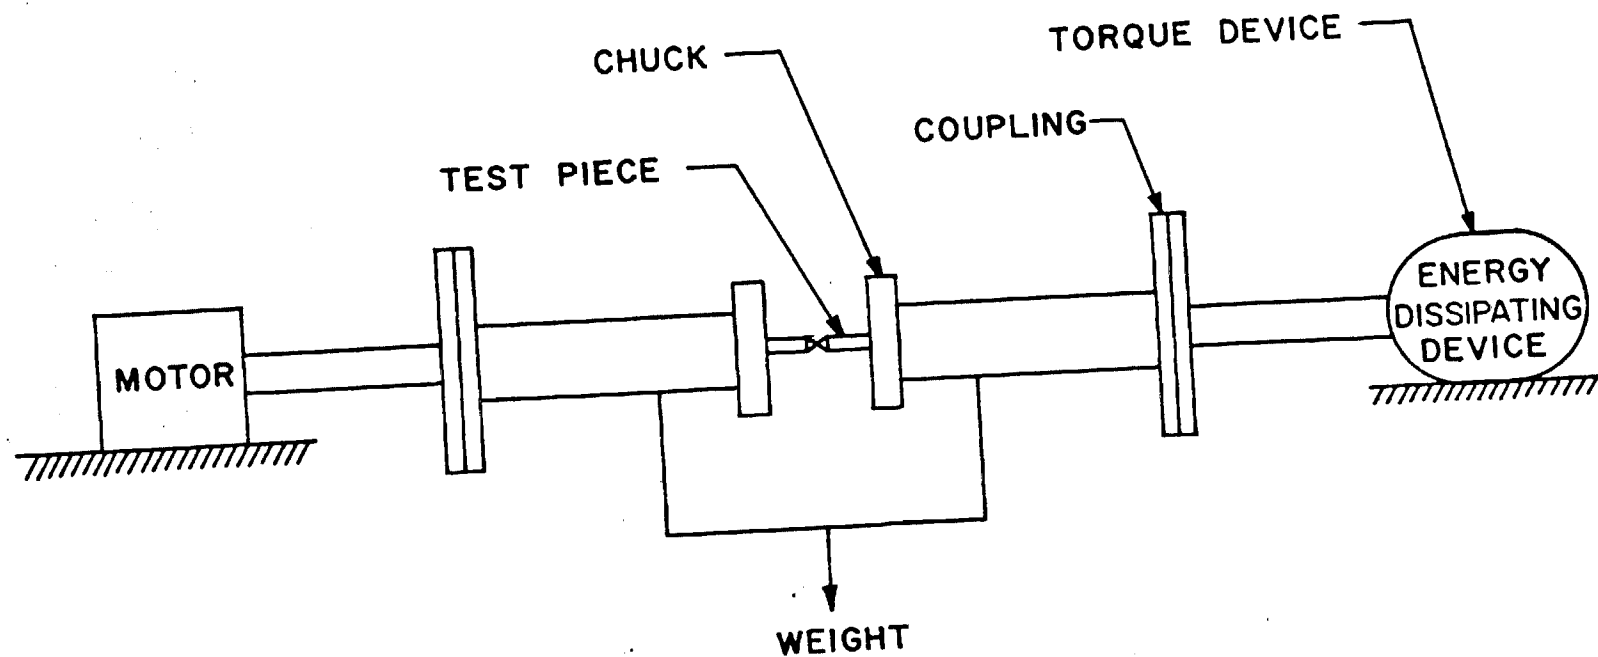 TORQUE DEVICE
CHUCK
COUPLING
TEST PIECE
ENERGY
DISSIPATING
DEVICE
MOTOR
WEIGHT